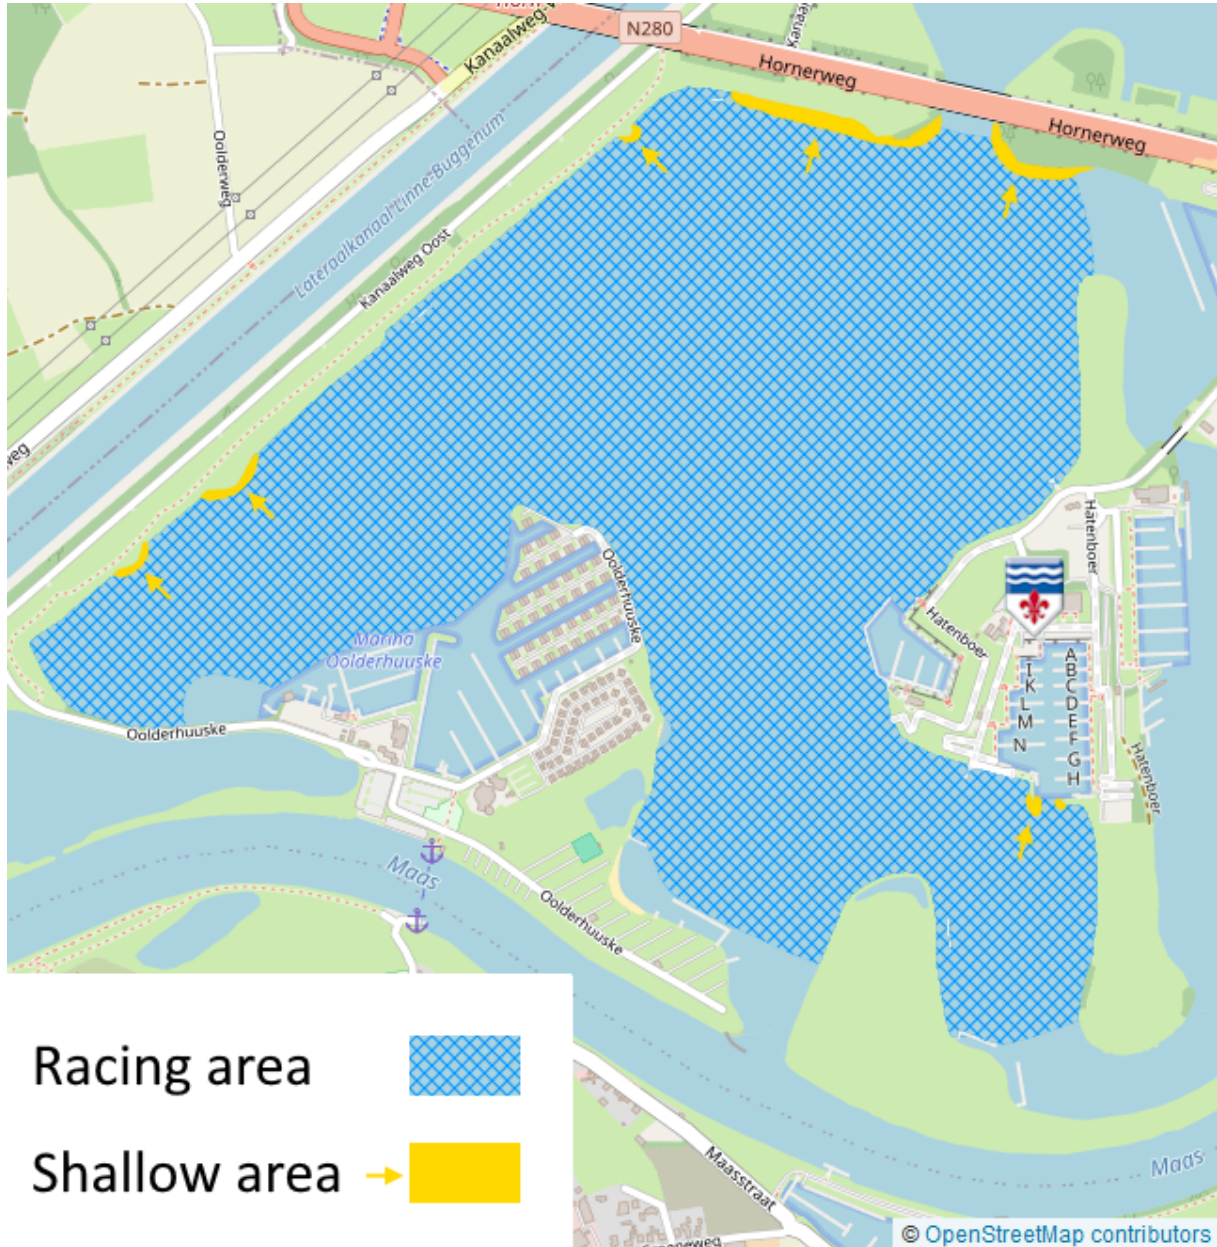 N280
Hornerweg
Hornerweg
Kanaalweg
Oolderweg
Lateraalkanaal Linne-Buggenum
Kanaalweg Oost
weg
Oolderhuuske
Marina
Oolderhuuske
Oolderhuuske
Hatenboer
Hatenboer
Hatenboer
A
B
C
D
E
F
G
H
I
K
L
M
N
Maas
Oolderhuuske
Maas
Maasstraat
Racing area
Shallow area
© OpenStreetMap contributors